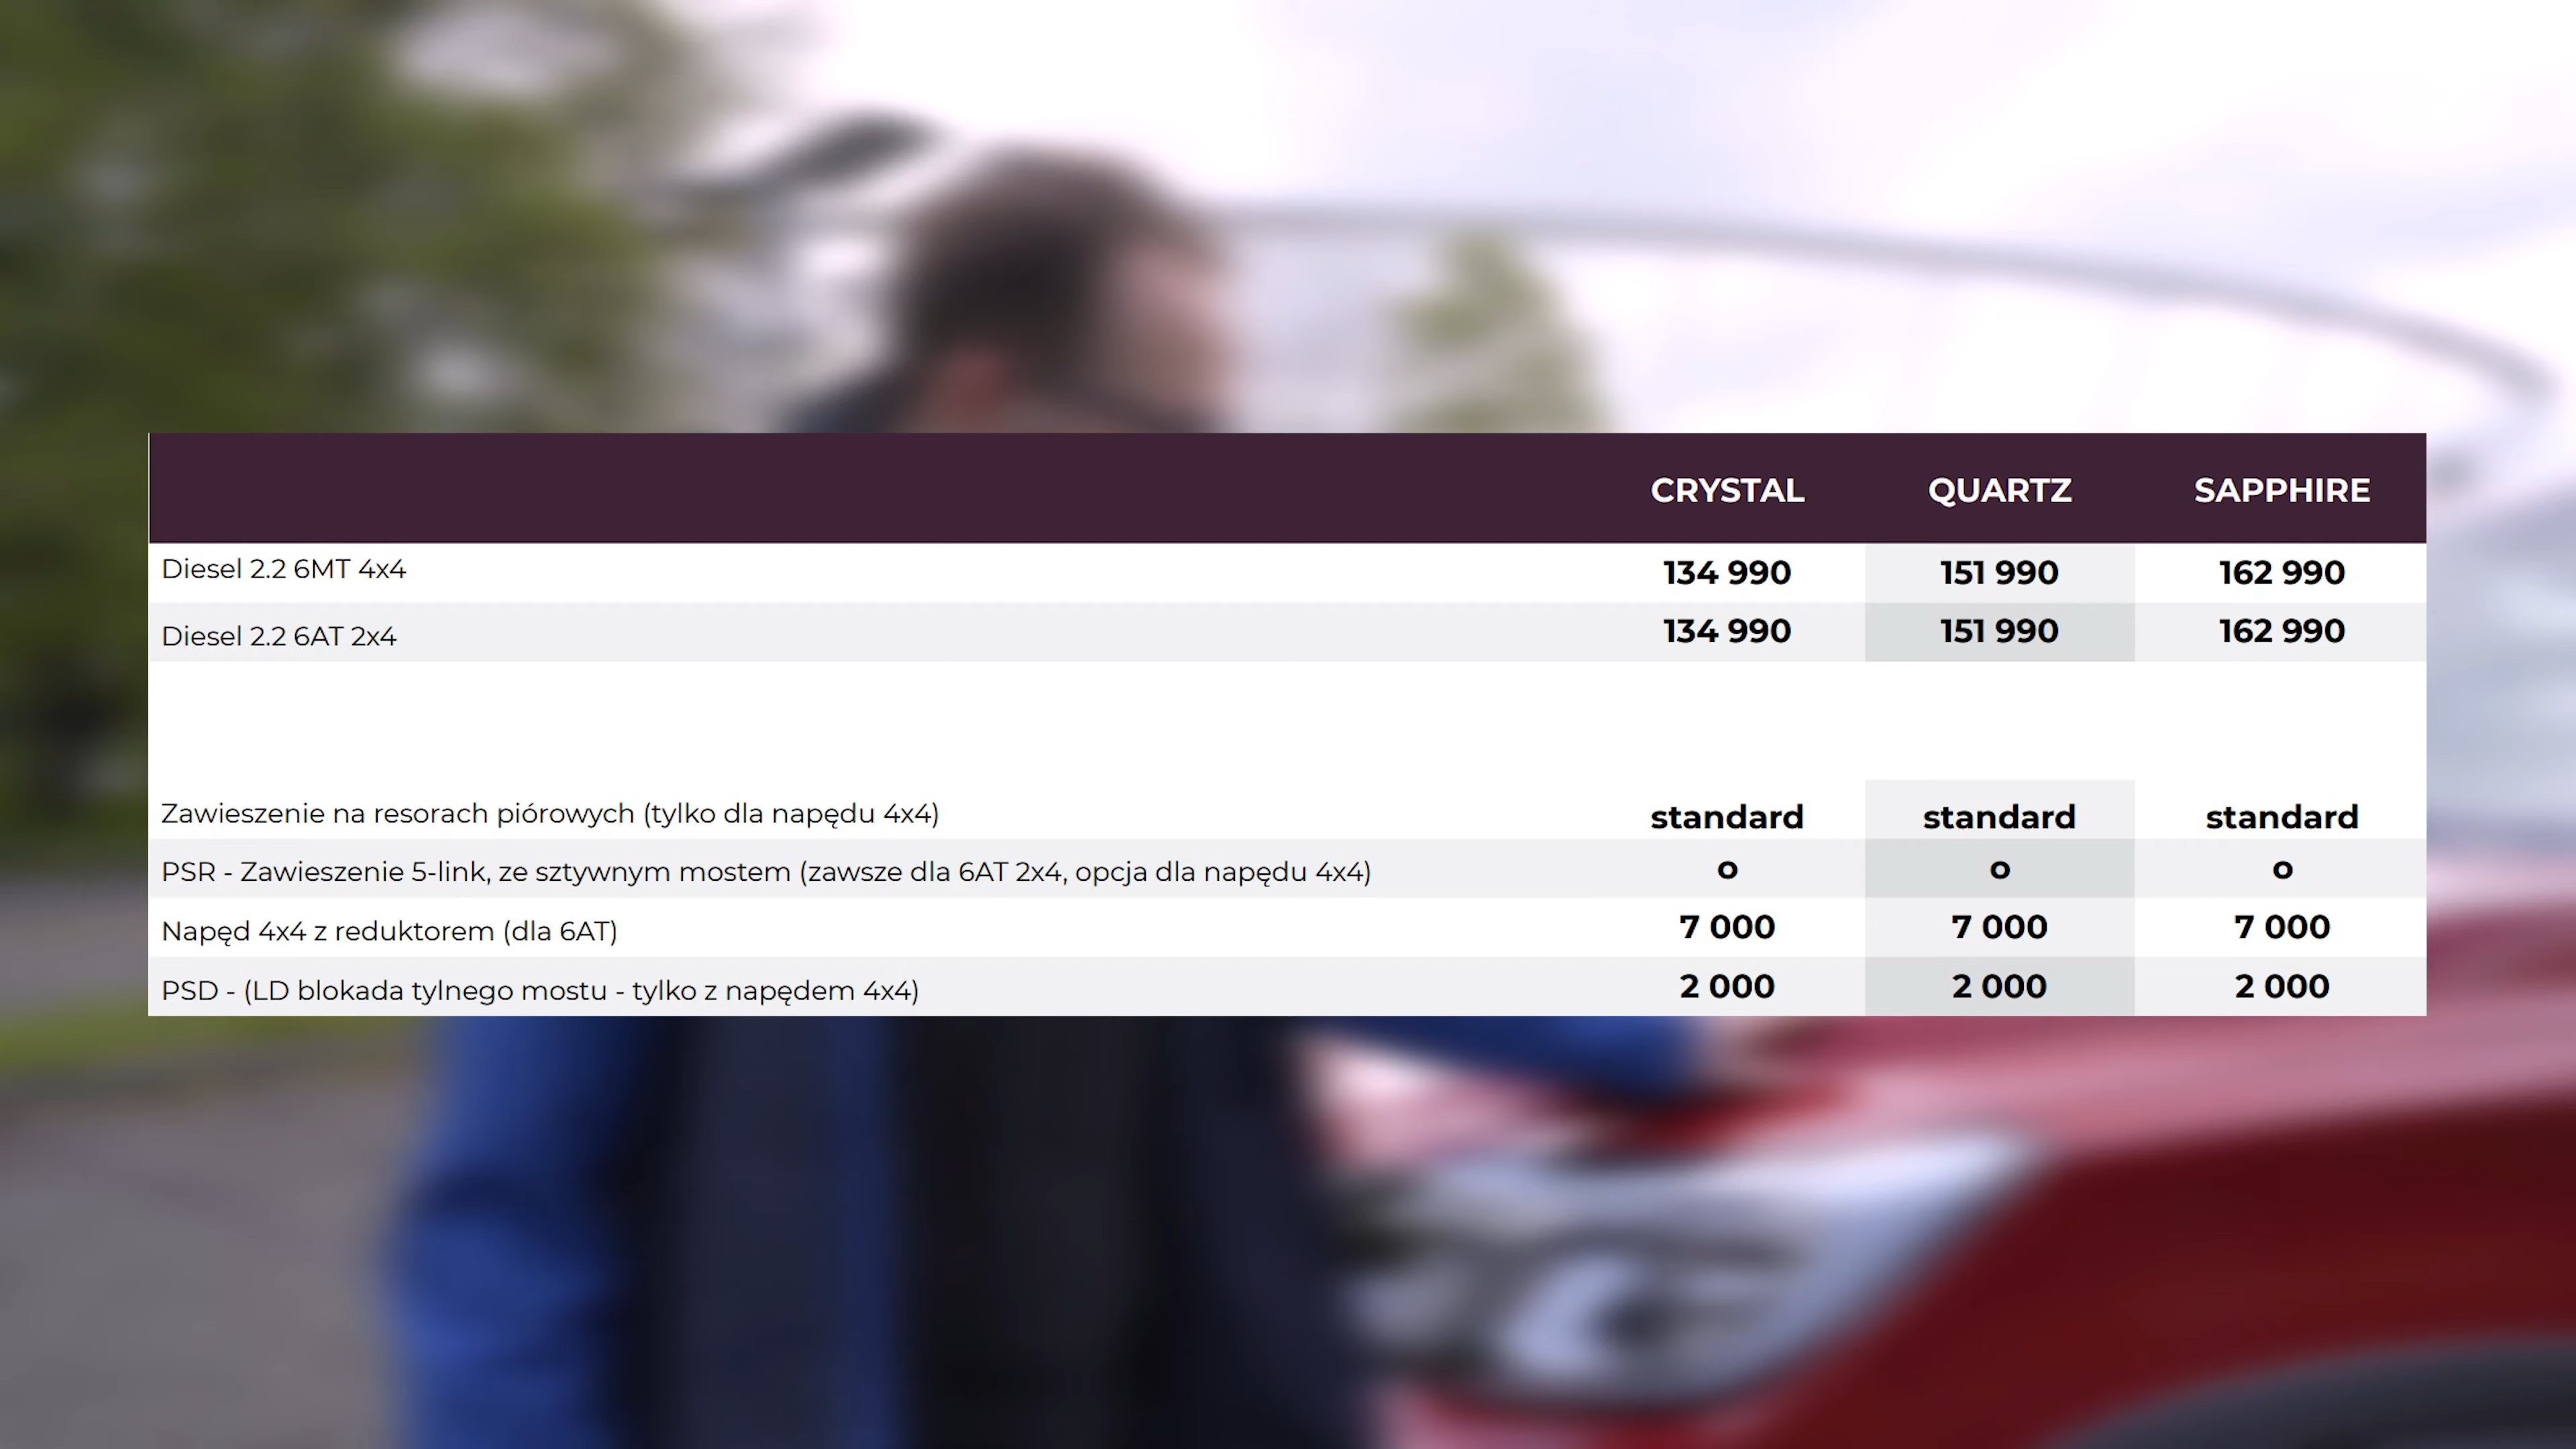 CRYSTAL QUARTZ SAPPHIRE
Diesel 2.2 6MT 4x4 134 990 151 990 162 990
Diesel 2.2 6AT 2x4 134 990 151 990 162 990
Zawieszenie na resorach piórowych (tylko dla napędu 4x4) standard standard standard
PSR - Zawieszenie 5-link, ze sztywnym mostem (zawsze dla 6AT 2x4, opcja dla napędu 4x4) o o o
Napęd 4x4 z reduktorem (dla 6AT) 7 000 7 000 7 000
PSD - (LD blokada tylnego mostu - tylko z napędem 4x4) 2 000 2 000 2 000